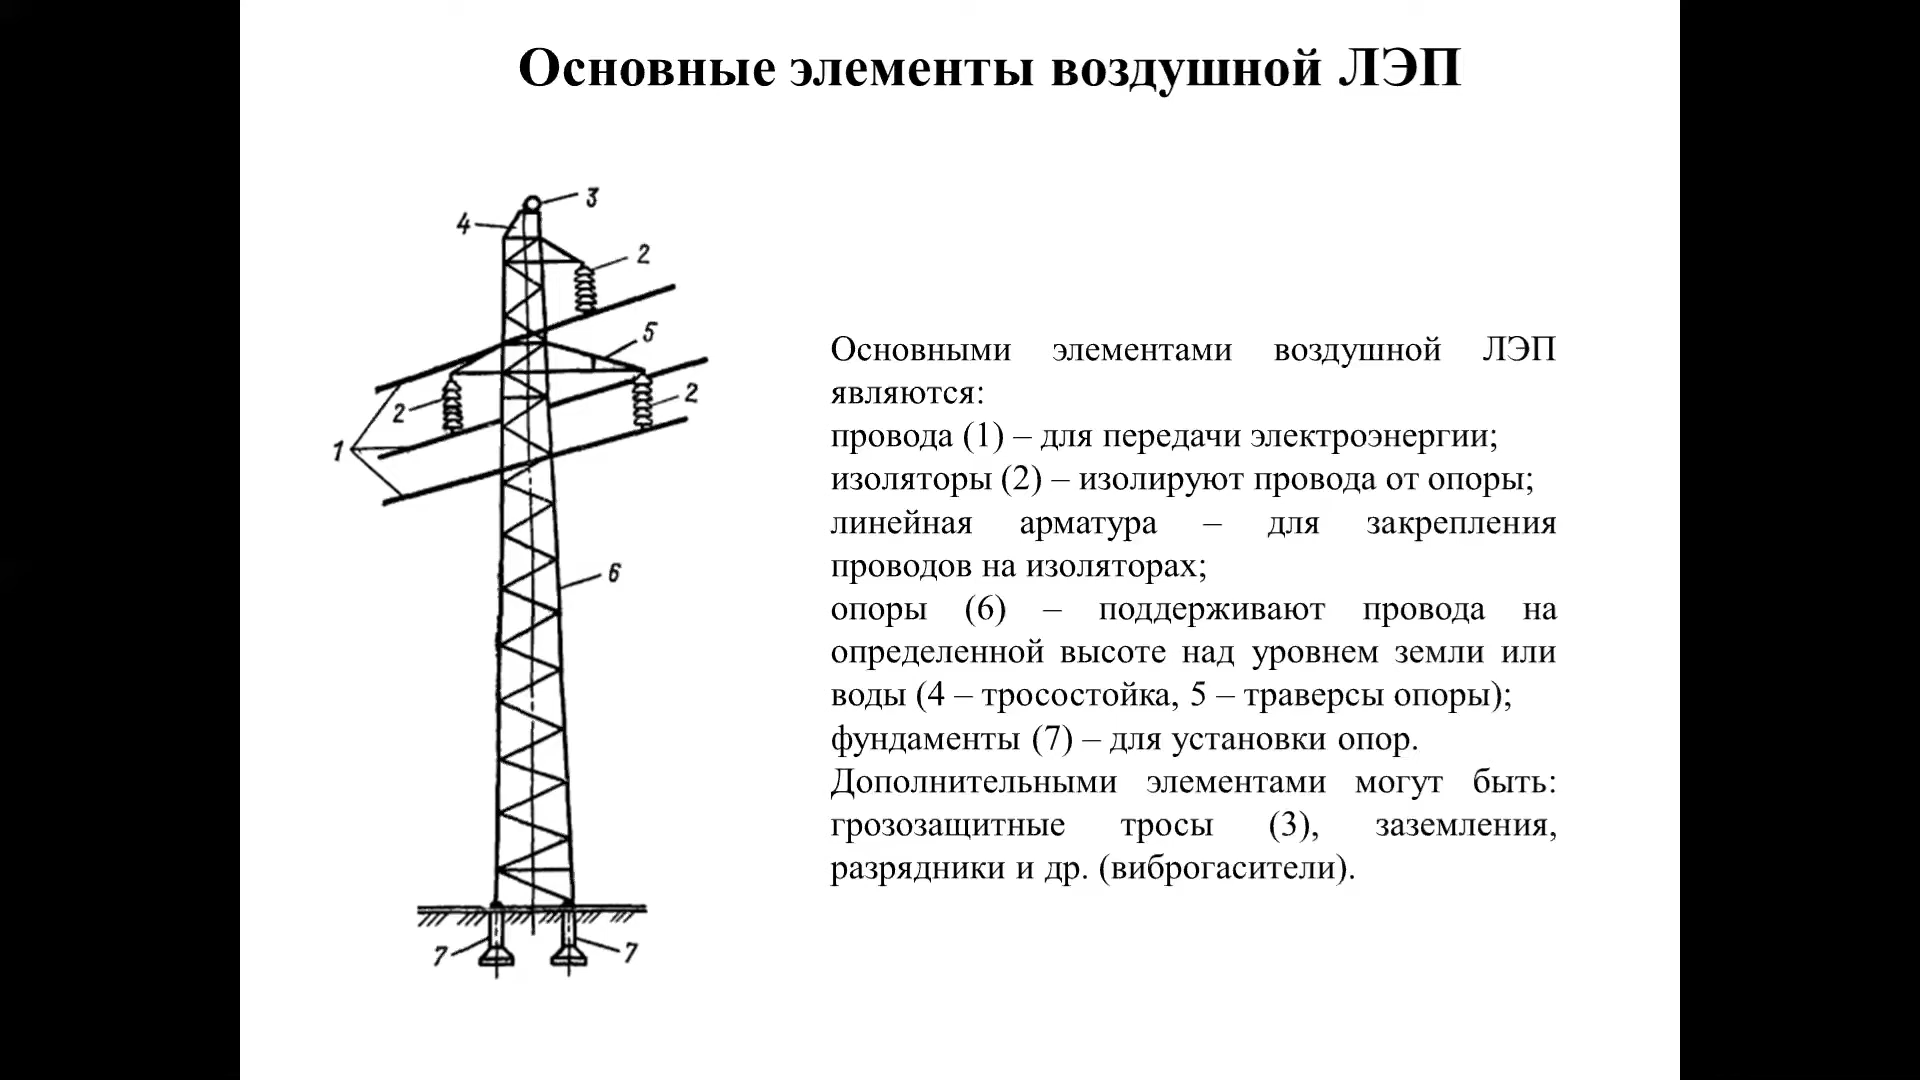 Основные элементы воздушной ЛЭП
3
4
2
5
2
2
1
6
7
7
Основными элементами воздушной ЛЭП
являются:
провода (1) – для передачи электроэнергии;
изоляторы (2) – изолируют провода от опоры;
линейная арматура – для закрепления
проводов на изоляторах;
опоры (6) – поддерживают провода на
определенной высоте над уровнем земли или
воды (4 – тросостойка, 5 – траверсы опоры);
фундаменты (7) – для установки опор.
Дополнительными элементами могут быть:
грозозащитные тросы (3), заземления,
разрядники и др. (виброгасители).